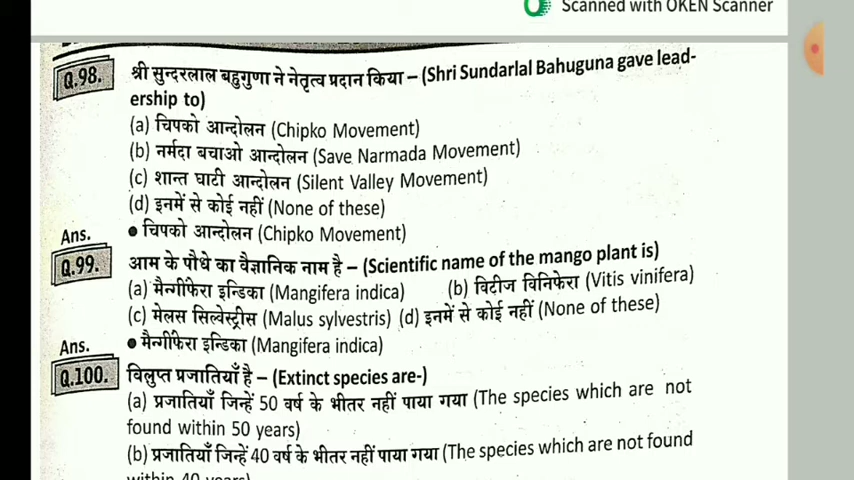 Scanned with OKEN Scanner
Q.98. श्री सुन्दरलाल बहुगुणा ने नेतृत्व प्रदान किया – (Shri Sundarlal Bahuguna gave lead-
ership to)
(a) चिपको आन्दोलन (Chipko Movement)
(b) नर्मदा बचाओ आन्दोलन (Save Narmada Movement)
(c) शान्त घाटी आन्दोलन (Silent Valley Movement)
(d) इनमें से कोई नहीं (None of these)
Ans. ● चिपको आन्दोलन (Chipko Movement)
Q.99. आम के पौधे का वैज्ञानिक नाम है – (Scientific name of the mango plant is)
(a) मैन्गीफेरा इन्डिका (Mangifera indica) (b) विटीज विनिफेरा (Vitis vinifera)
(c) मेलस सिल्वेस्ट्रीस (Malus sylvestris) (d) इनमें से कोई नहीं (None of these)
Ans. ● मैन्गीफेरा इन्डिका (Mangifera indica)
Q.100. विलुप्त प्रजातियाँ है – (Extinct species are-)
(a) प्रजातियाँ जिन्हें 50 वर्ष के भीतर नहीं पाया गया (The species which are not
found within 50 years)
(b) प्रजातियाँ जिन्हें 40 वर्ष के भीतर नहीं पाया गया (The species which are not found
within 40 years)